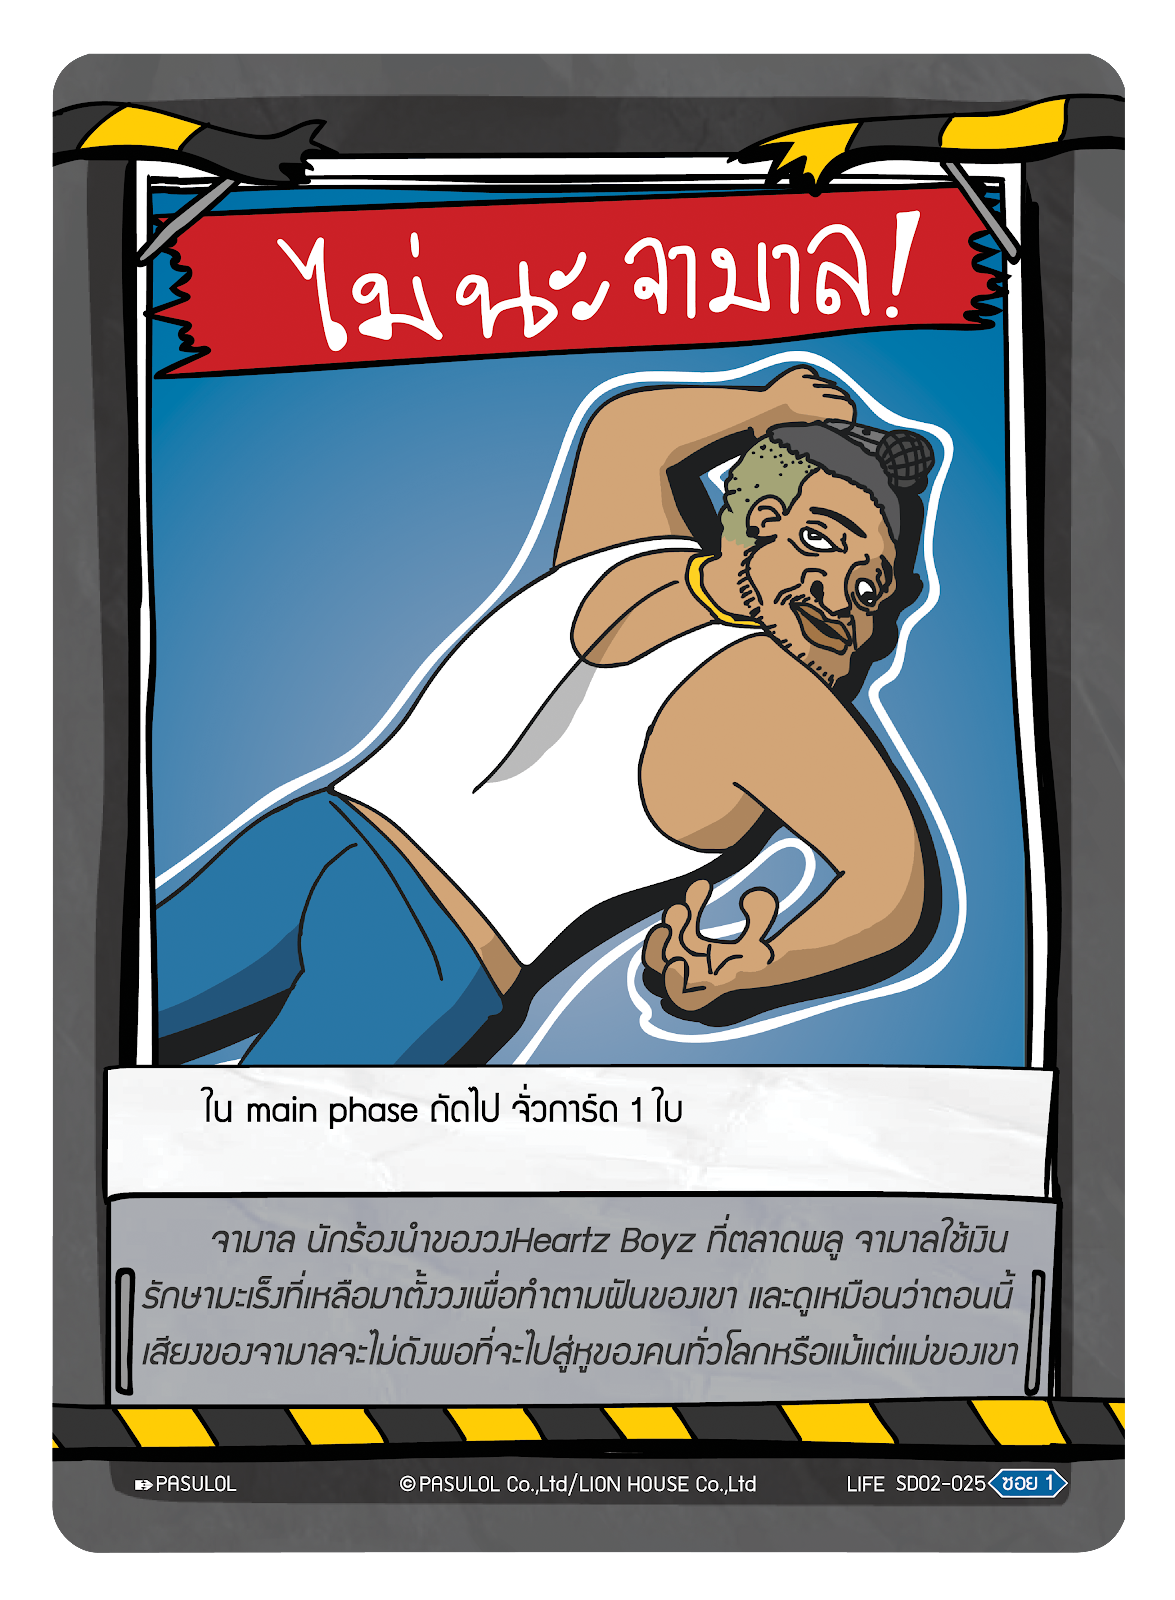 ไม่นะจามาล!
ใน main phase ถัดไป จั่วการ์ด 1 ใบ
จามาล นักร้องนำของวงHeartz Boyz ที่ตลาดพลู จามาลใช้เงิน
รักษามะเร็งที่เหลือมาตั้งวงเพื่อทำตามฝันของเขา และดูเหมือนว่าตอนนี้
เสียงของจามาลจะไม่ดังพอที่จะไปสู่หูของคนทั่วโลกหรือแม้แต่แม่ของเขา
PASULOL ©PASULOL Co.,Ltd/LION HOUSE Co.,Ltd LIFE SD02-025 ซอย 1